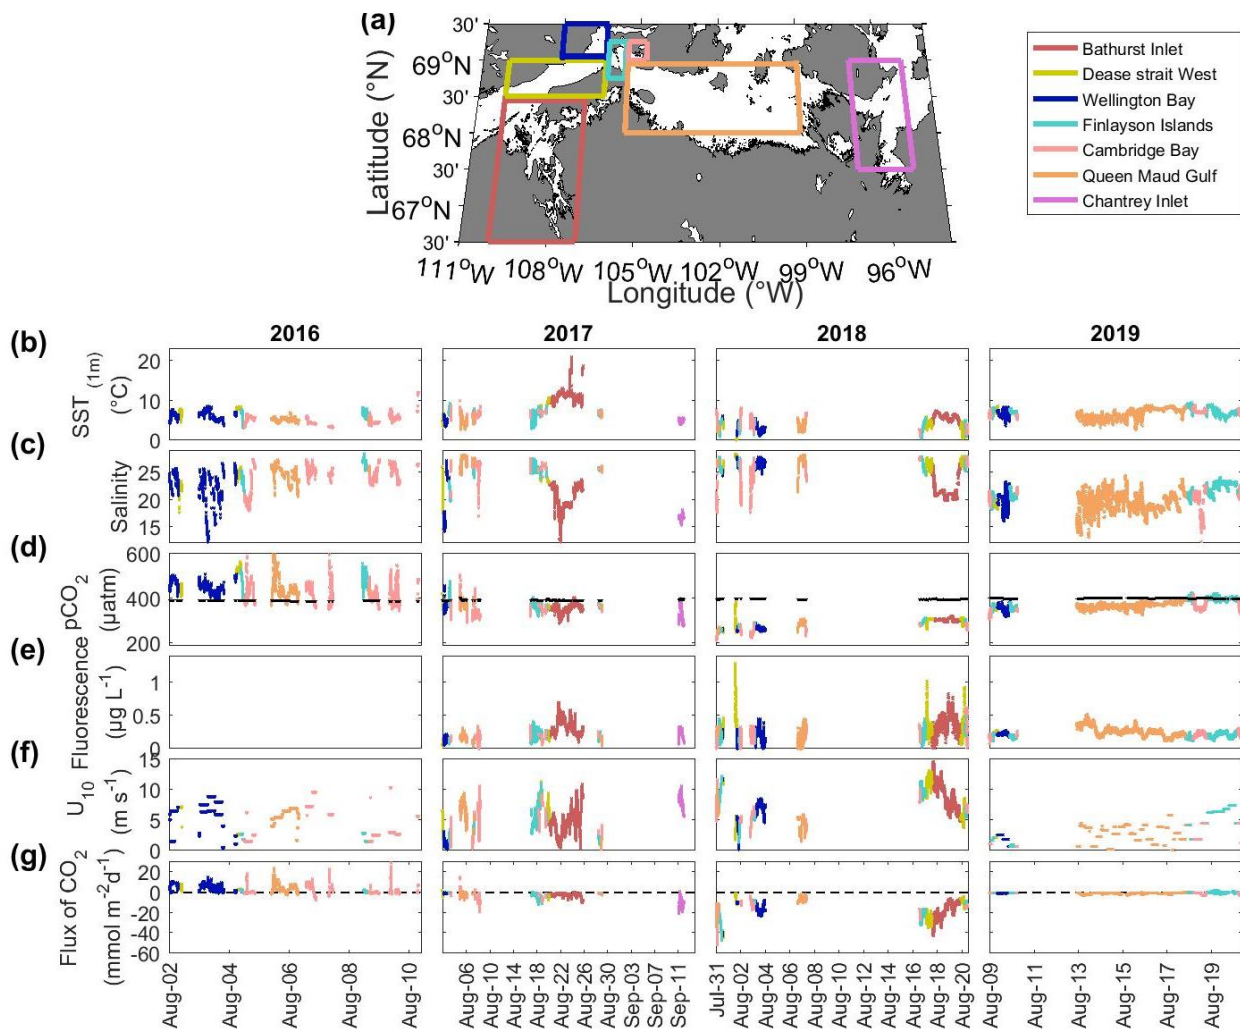 (a)
30'
69°N
30'
68°N
30'
67°N
30'
Latitude (°N)
111°W 108°W 105°W 102°W 99°W 96°W
Longitude (°W)
Bathurst Inlet
Dease strait West
Wellington Bay
Finlayson Islands
Cambridge Bay
Queen Maud Gulf
Chantrey Inlet
2016 2017 2018 2019
(b)
SST (1m)
(°C)
20
10
0
(c)
Salinity
25
20
15
(d)
pCO2
(µatm)
600
400
200
(e)
Fluorescence
(µg L-1)
1
0.5
0
(f)
U10
(m s-1)
15
10
5
0
(g)
Flux of CO2
(mmol m-2d-1)
20
0
-20
-40
-60
Aug-02 Aug-04 Aug-06 Aug-08 Aug-10
Aug-06 Aug-10 Aug-14 Aug-18 Aug-22 Aug-26 Aug-30 Sep-03 Sep-07 Sep-11
Jul-31 Aug-02 Aug-04 Aug-06 Aug-08 Aug-10 Aug-12 Aug-14 Aug-16 Aug-18 Aug-20
Aug-09 Aug-11 Aug-13 Aug-15 Aug-17 Aug-19